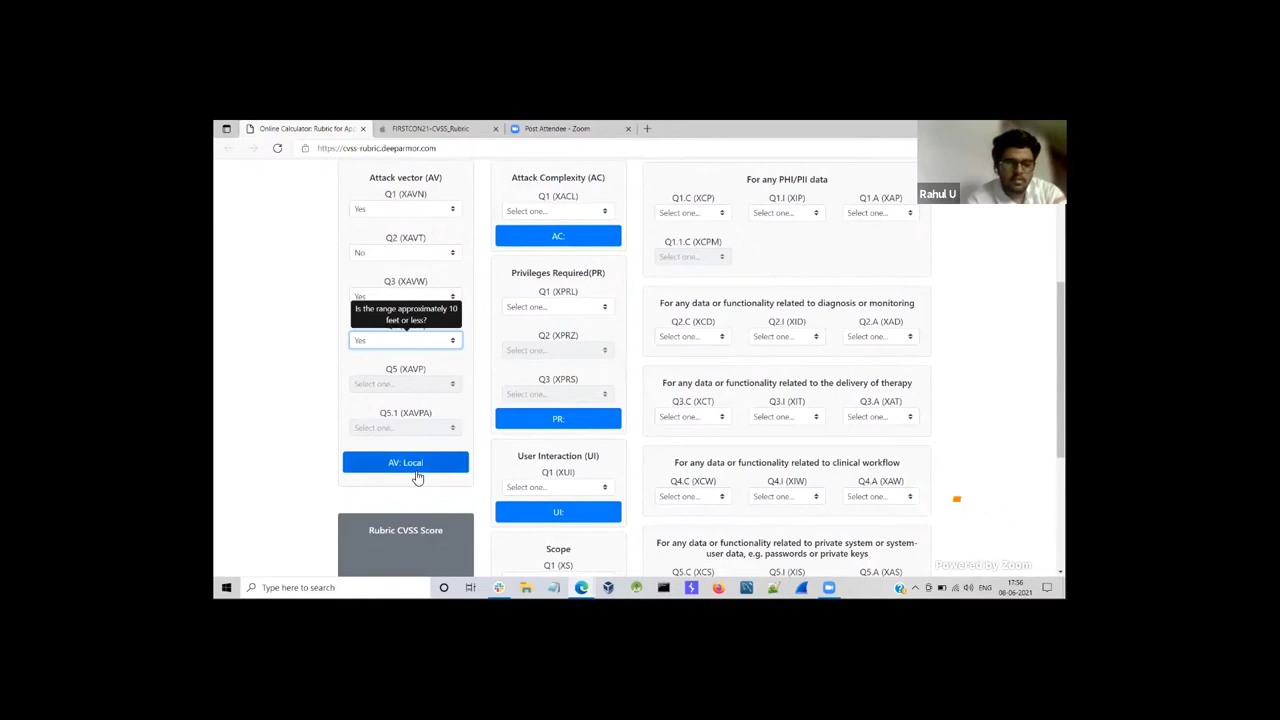 Online Calculator: Rubric for App
FIRSTCON21-CVSS_Rubric
Post Attendee - Zoom
https://cvss-rubric.deeparmor.com
Rahul U
Attack vector (AV)
Q1 (XAVN)
Yes
Q2 (XAVT)
No
Q3 (XAVW)
Yes
Is the range approximately 10
feet or less?
Yes
Q5 (XAVP)
Select one...
Q5.1 (XAVPA)
Select one...
AV: Local
Rubric CVSS Score
Attack Complexity (AC)
Q1 (XACL)
Select one...
AC:
Privileges Required(PR)
Q1 (XPRL)
Select one...
Q2 (XPRZ)
Select one...
Q3 (XPRS)
Select one...
PR:
User Interaction (UI)
Q1 (XUI)
Select one...
UI:
Scope
Q1 (XS)
For any PHI/PII data
Q1.C (XCP) Q1.I (XIP) Q1.A (XAP)
Select one... Select one... Select one...
Q1.1.C (XCPM)
Select one...
For any data or functionality related to diagnosis or monitoring
Q2.C (XCD) Q2.I (XID) Q2.A (XAD)
Select one... Select one... Select one...
For any data or functionality related to the delivery of therapy
Q3.C (XCT) Q3.I (XIT) Q3.A (XAT)
Select one... Select one... Select one...
For any data or functionality related to clinical workflow
Q4.C (XCW) Q4.I (XIW) Q4.A (XAW)
Select one... Select one... Select one...
For any data or functionality related to private system or system-
user data, e.g. passwords or private keys
Q5.C (XCS) Q5.I (XIS) Q5.A (XAS)
Powered by Zoom
Type here to search
ENG
17:56
08-06-2021